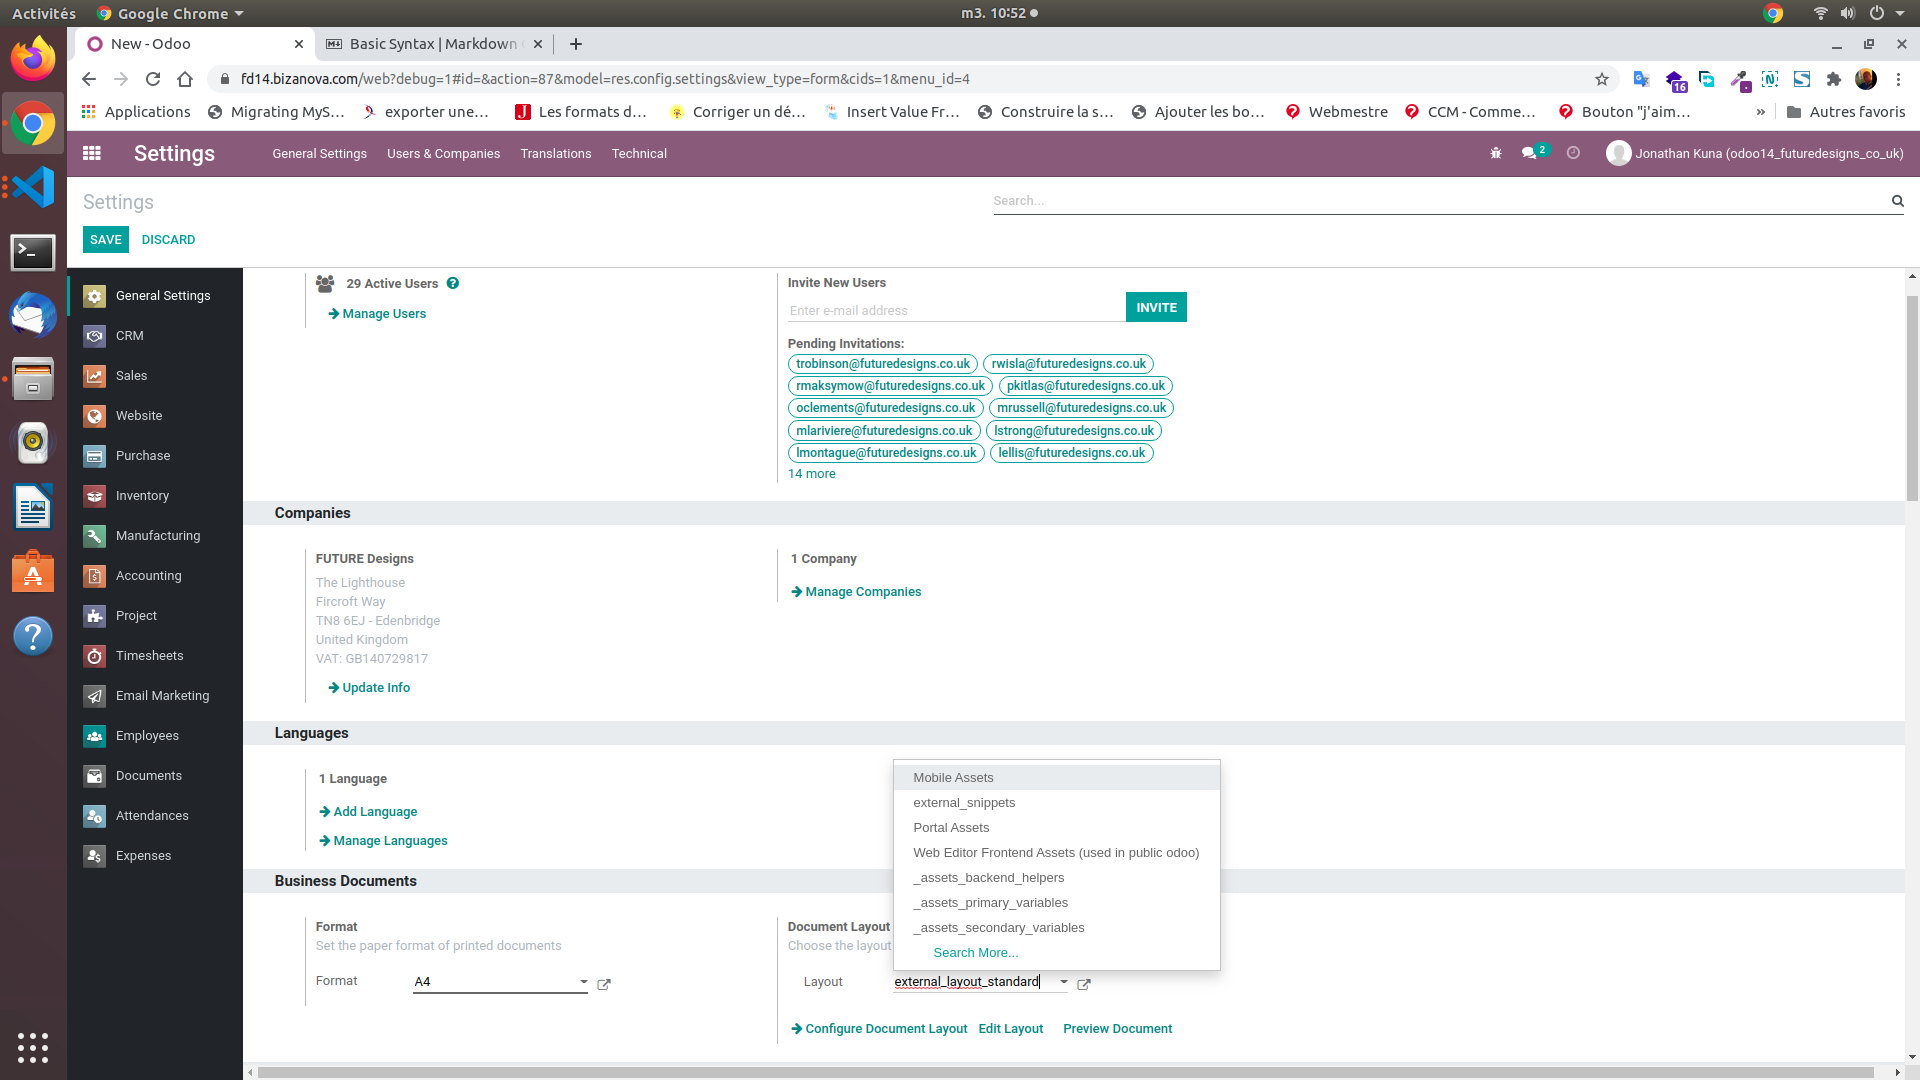 Activités
Google Chrome
m3. 10:52
New - Odoo
Basic Syntax | Markdown
fd14.bizanova.com/web?debug=1#id=&action=87&model=res.config.settings&view_type=form&cids=1&menu_id=4
16
Applications
Migrating MyS...
exporter une...
Les formats d...
Corriger un dé...
Insert Value Fr...
Construire la s...
Ajouter les bo...
Webmestre
CCM - Comme...
Bouton "j'aim...
»
Autres favoris
Settings
General Settings
Users & Companies
Translations
Technical
2
Jonathan Kuna (odoo14_futuredesigns_co_uk)
Settings
Search...
SAVE
DISCARD
General Settings
CRM
Sales
Website
Purchase
Inventory
Manufacturing
Accounting
Project
Timesheets
Email Marketing
Employees
Documents
Attendances
Expenses
29 Active Users
Manage Users
Invite New Users
Enter e-mail address
INVITE
Pending Invitations:
trobinson@futuredesigns.co.uk rwisla@futuredesigns.co.uk
rmaksymow@futuredesigns.co.uk pkitlas@futuredesigns.co.uk
oclements@futuredesigns.co.uk mrussell@futuredesigns.co.uk
mlariviere@futuredesigns.co.uk lstrong@futuredesigns.co.uk
lmontague@futuredesigns.co.uk lellis@futuredesigns.co.uk
14 more
Companies
FUTURE Designs
The Lighthouse
Fircroft Way
TN8 6EJ - Edenbridge
United Kingdom
VAT: GB140729817
Update Info
1 Company
Manage Companies
Languages
1 Language
Add Language
Manage Languages
Business Documents
Format
Set the paper format of printed documents
Format
A4
Document Layout
Choose the layout
Layout
external_layout_standard
Mobile Assets
external_snippets
Portal Assets
Web Editor Frontend Assets (used in public odoo)
_assets_backend_helpers
_assets_primary_variables
_assets_secondary_variables
Search More...
Configure Document Layout
Edit Layout
Preview Document